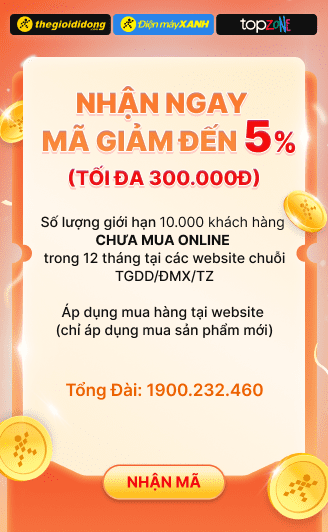 thegioididong.com
Điện máy XANH
topzone
NHẬN NGAY
MÃ GIẢM ĐẾN 5%
(TỐI ĐA 300.000Đ)
Số lượng giới hạn 10.000 khách hàng
CHƯA MUA ONLINE
trong 12 tháng tại các website chuỗi
TGDD/ĐMX/TZ
Áp dụng mua hàng tại website
(chỉ áp dụng mua sản phẩm mới)
Tổng Đài: 1900.232.460
NHẬN MÃ